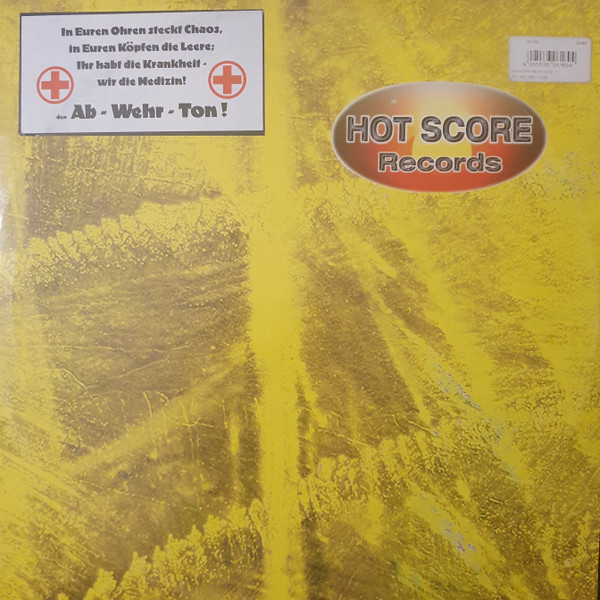 In Euren Ohren steckt Chaos,
in Euren Köpfen die Leere;
Ihr habt die Krankheit -
wir die Medizin!
den Ab - Wehr - Ton!
HOT SCORE
Records